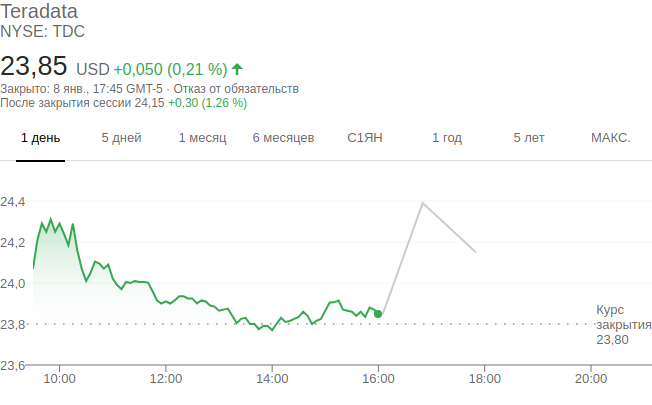 Teradata
NYSE: TDC
23,85 USD +0,050 (0,21 %)
Закрыто: 8 янв., 17:45 GMT-5 · Отказ от обязательств
После закрытия сессии 24,15 +0,30 (1,26 %)
1 день 5 дней 1 месяц 6 месяцев С1ЯН 1 год 5 лет МАКС.
24,4
24,2
24,0
23,8
23,6
Курс
закрытия
23,80
10:00 12:00 14:00 16:00 18:00 20:00